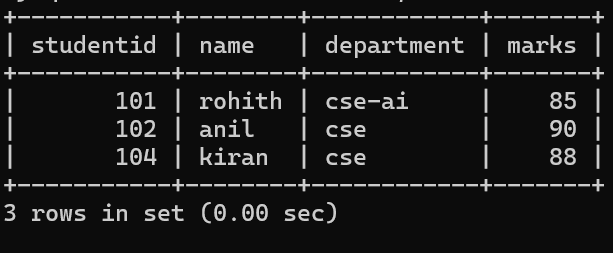 +-----------+--------+------------+-------+
| studentid | name   | department | marks |
+-----------+--------+------------+-------+
|       101 | rohith | cse-ai     |    85 |
|       102 | anil   | cse        |    90 |
|       104 | kiran  | cse        |    88 |
+-----------+--------+------------+-------+
3 rows in set (0.00 sec)